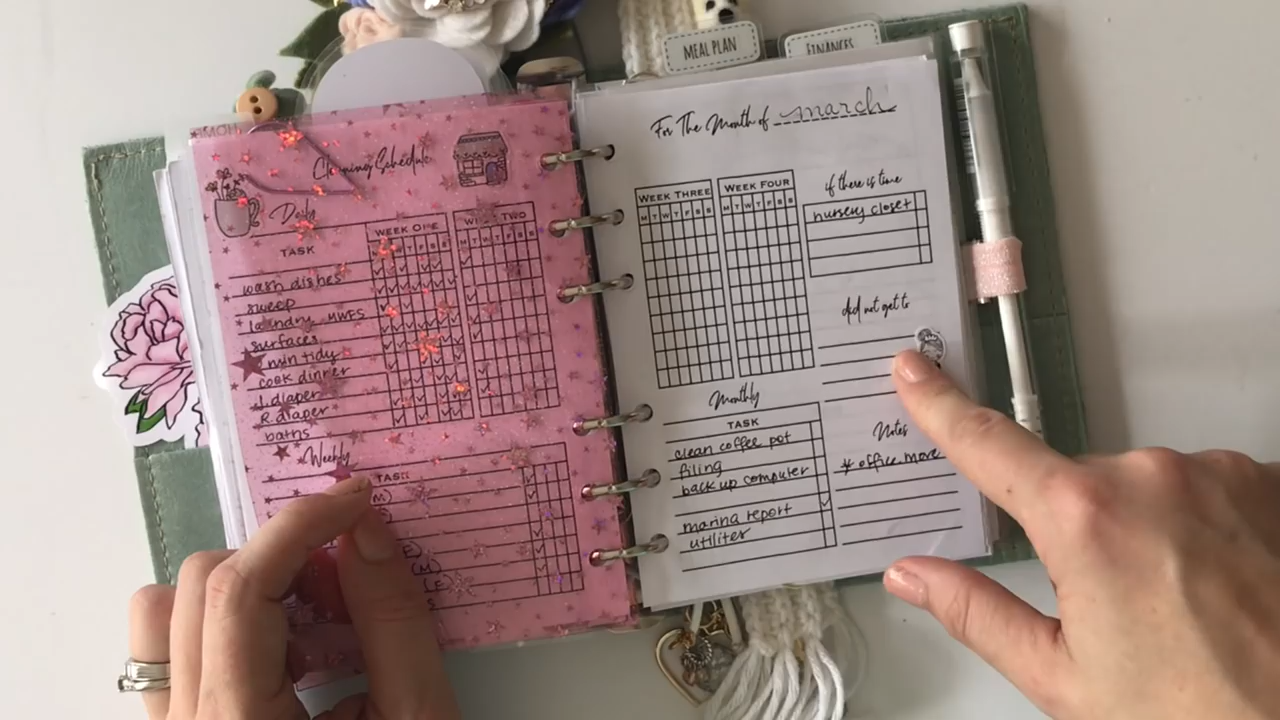 MEAL PLAN
FINANCES
HOME
Cleaning Schedule
Daily
TASK
WEEK ONE
WEEK TWO
M T W T F S S
wash dishes
sweep
laundry MWFS
surfaces
tidy
cook dinner
J. diaper
R. diaper
baths
Weekly
TASK
(M)
(M)
(F)
S
For The Month of march
WEEK THREE
WEEK FOUR
M T W T F S S
M T W T F S S
if there is time
nursery closet
did not get to
Monthly
TASK
clean coffee pot
filing
back up computer
marina report
utilites
Notes
* office move